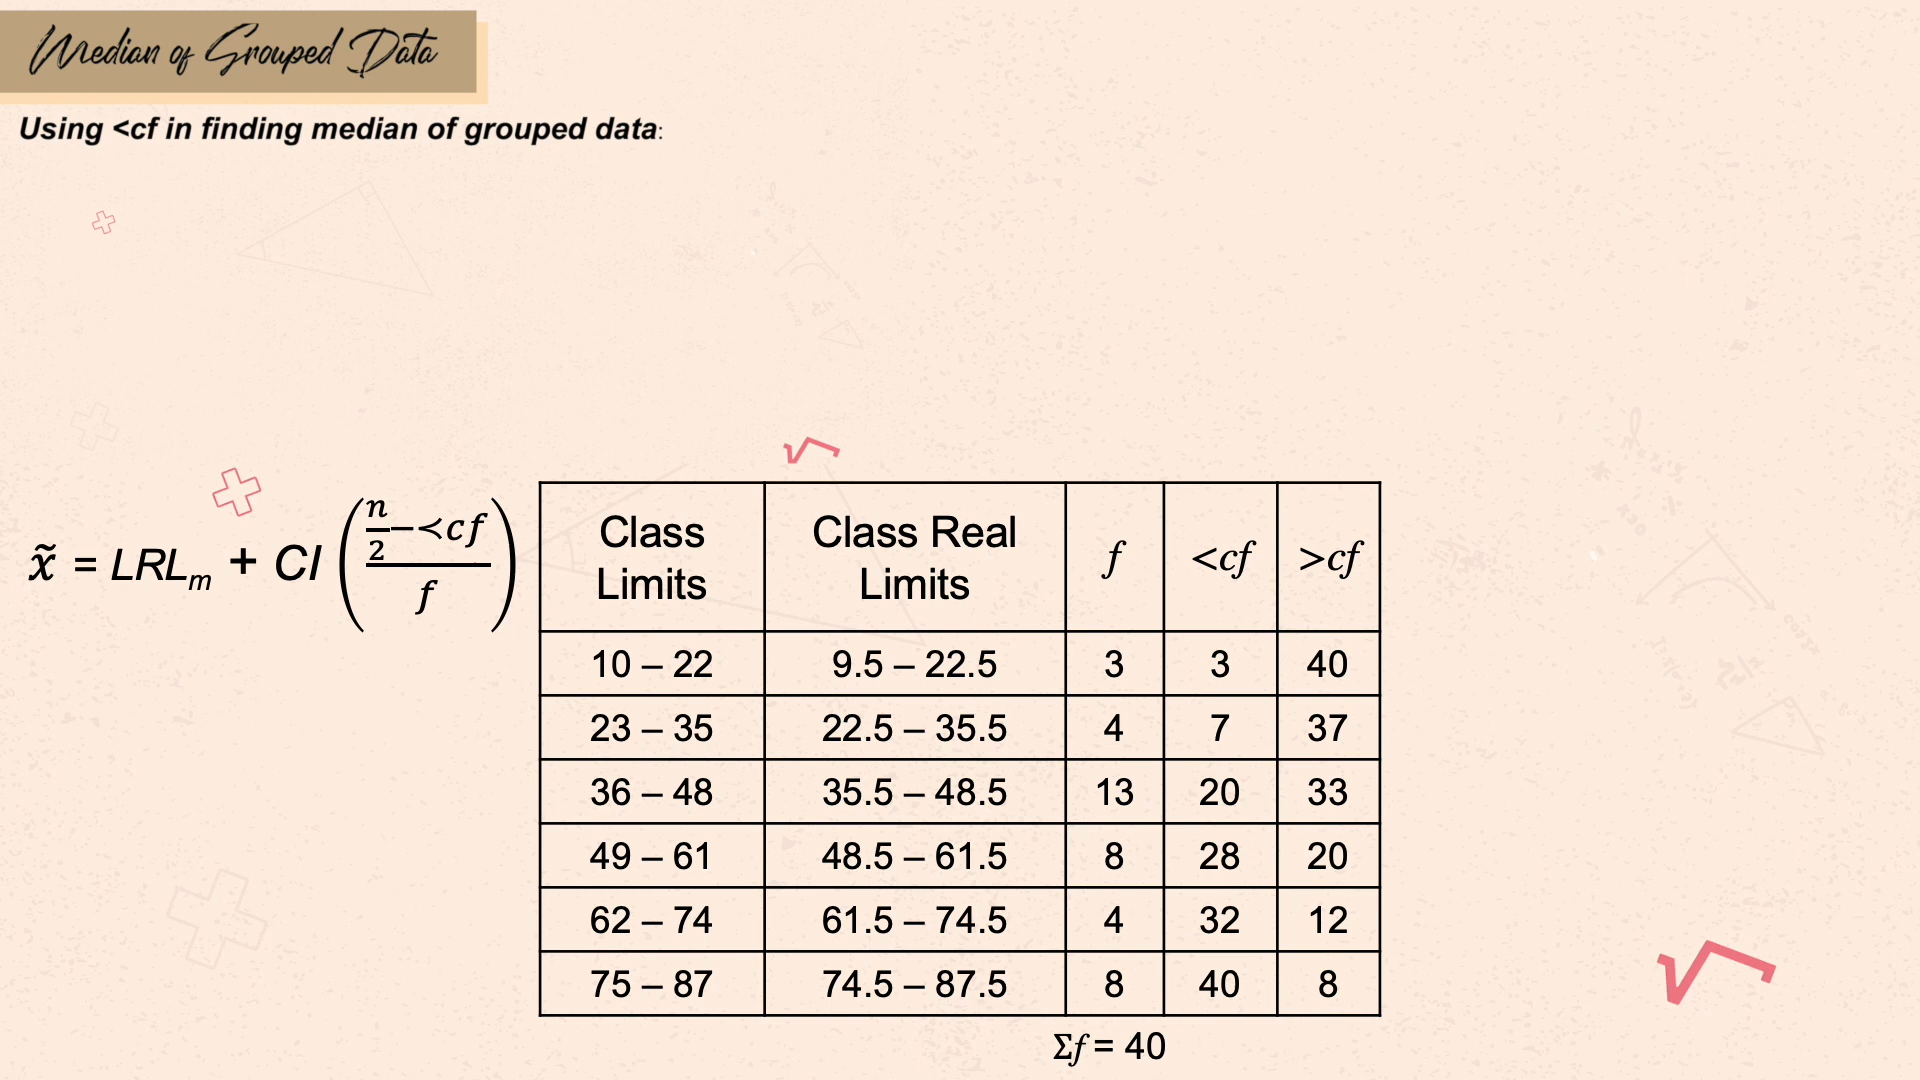 Median of Grouped Data
Using <cf in finding median of grouped data:
x̃ = LRLₘ + CI ((n/2 − <cf) / f)
Class Limits | Class Real Limits | f | <cf | >cf
10 – 22 | 9.5 – 22.5 | 3 | 3 | 40
23 – 35 | 22.5 – 35.5 | 4 | 7 | 37
36 – 48 | 35.5 – 48.5 | 13 | 20 | 33
49 – 61 | 48.5 – 61.5 | 8 | 28 | 20
62 – 74 | 61.5 – 74.5 | 4 | 32 | 12
75 – 87 | 74.5 – 87.5 | 8 | 40 | 8
Σf = 40